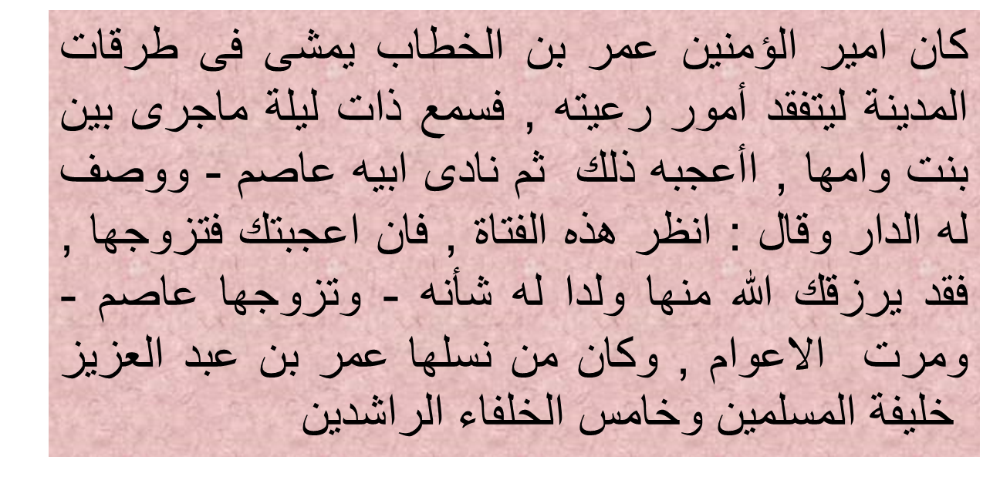 كان امير الؤمنين عمر بن الخطاب يمشى فى طرقات
المدينة ليتفقد أمور رعيته , فسمع ذات ليلة ماجرى بين
بنت وامها , اأعجبه ذلك ثم نادى ابيه عاصم - ووصف
له الدار وقال : انظر هذه الفتاة , فان اعجبتك فتزوجها ,
فقد يرزقك الله منها ولدا له شأنه - وتزوجها عاصم -
ومرت الاعوام , وكان من نسلها عمر بن عبد العزيز
خليفة المسلمين وخامس الخلفاء الراشدين